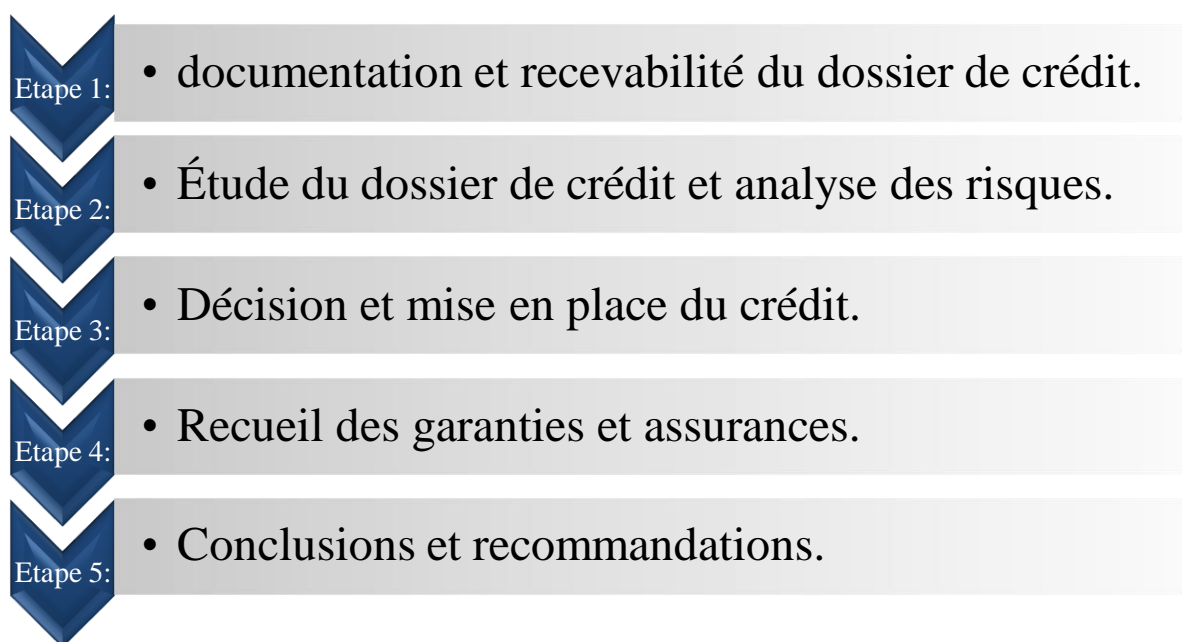 Etape 1: • documentation et recevabilité du dossier de crédit.
Etape 2: • Étude du dossier de crédit et analyse des risques.
Etape 3: • Décision et mise en place du crédit.
Etape 4: • Recueil des garanties et assurances.
Etape 5: • Conclusions et recommandations.